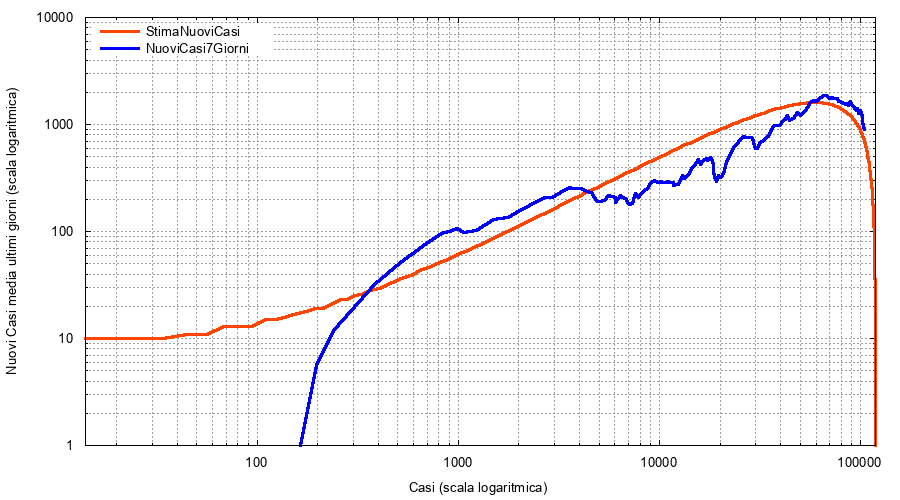 10000
1000
100
10
1
StimaNuoviCasi
NuoviCasi7Giorni
Nuovi Casi media ultimi giorni (scala logaritmica)
100
1000
10000
100000
Casi (scala logaritmica)